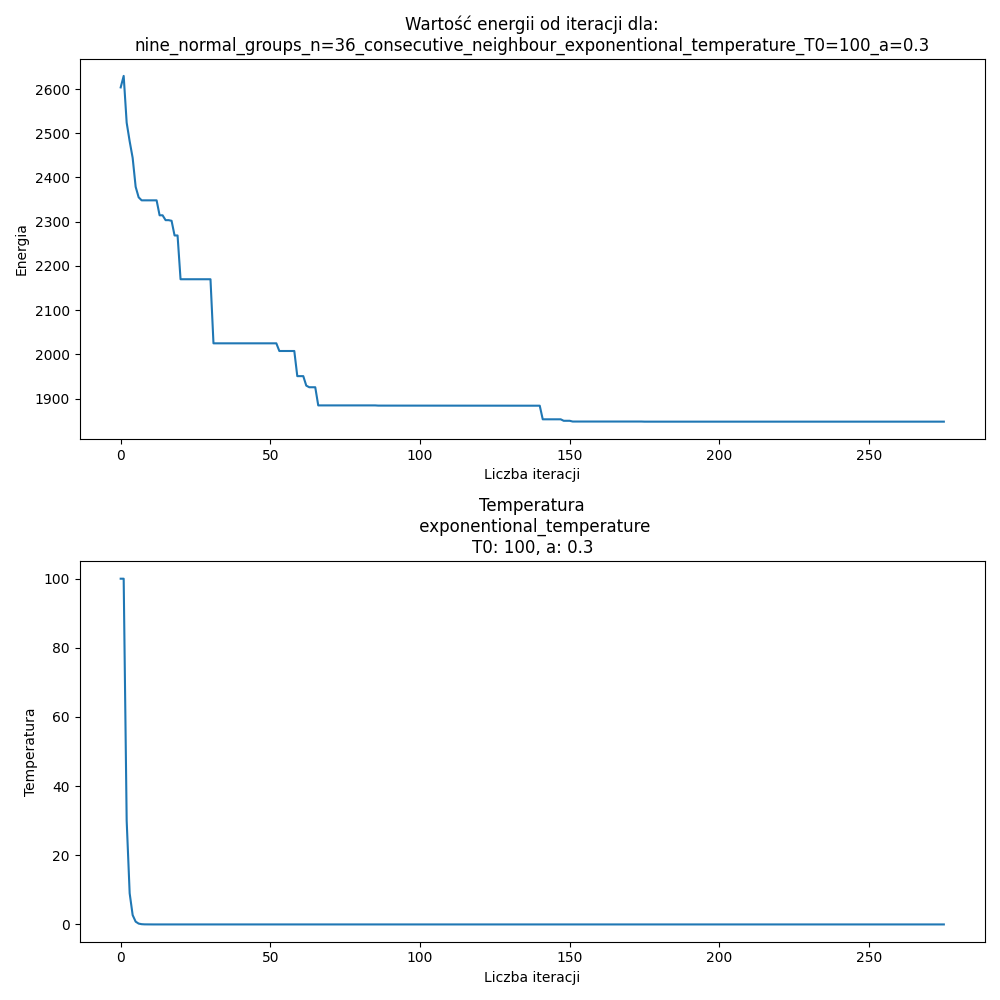 Wartość energii od iteracji dla:
nine_normal_groups_n=36_consecutive_neighbour_exponentional_temperature_T0=100_a=0.3
2600
2500
2400
2300
2200
2100
2000
1900
Energia
0 50 100 150 200 250
Liczba iteracji
Temperatura
exponentional_temperature
T0: 100, a: 0.3
100
80
60
40
20
0
Temperatura
0 50 100 150 200 250
Liczba iteracji